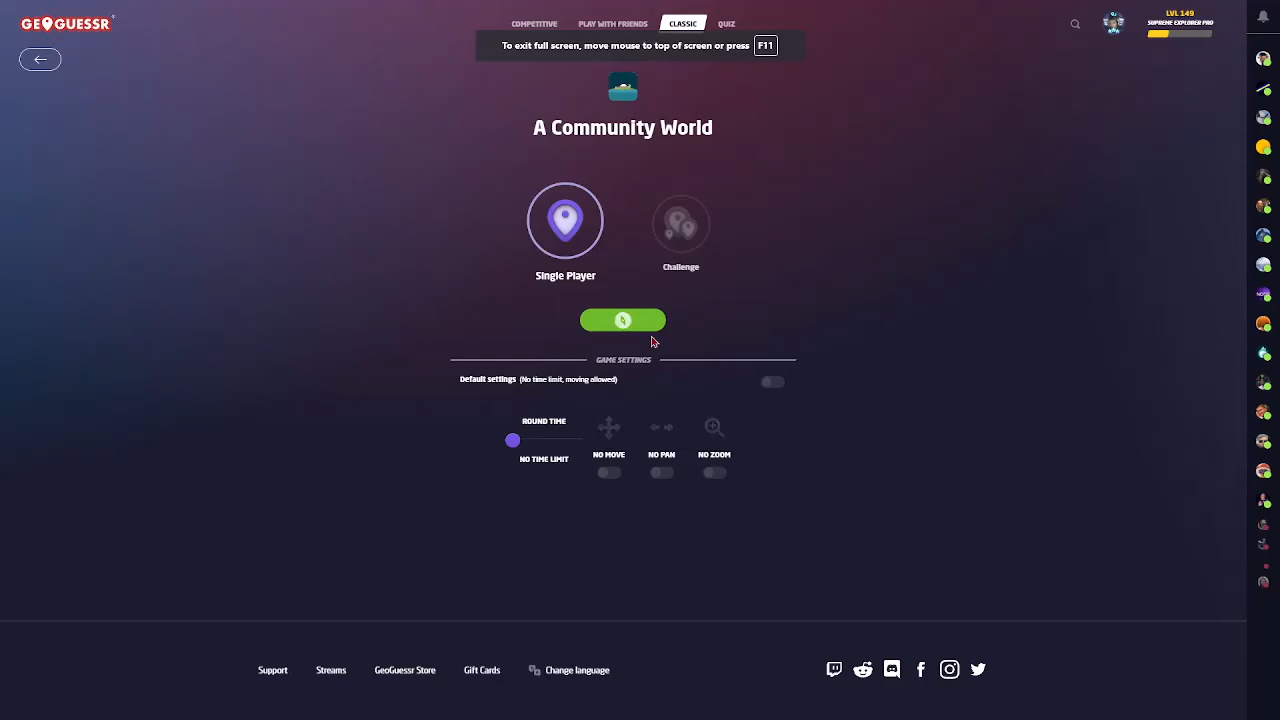 GEOGUESSR
COMPETITIVE
PLAY WITH FRIENDS
CLASSIC
QUIZ
LVL 149
SUPREME EXPLORER PRO
To exit full screen, move mouse to top of screen or press F11
A Community World
Single Player
Challenge
GAME SETTINGS
Default settings (No time limit, moving allowed)
ROUND TIME
NO TIME LIMIT
NO MOVE
NO PAN
NO ZOOM
Support
Streams
GeoGuessr Store
Gift Cards
Change language